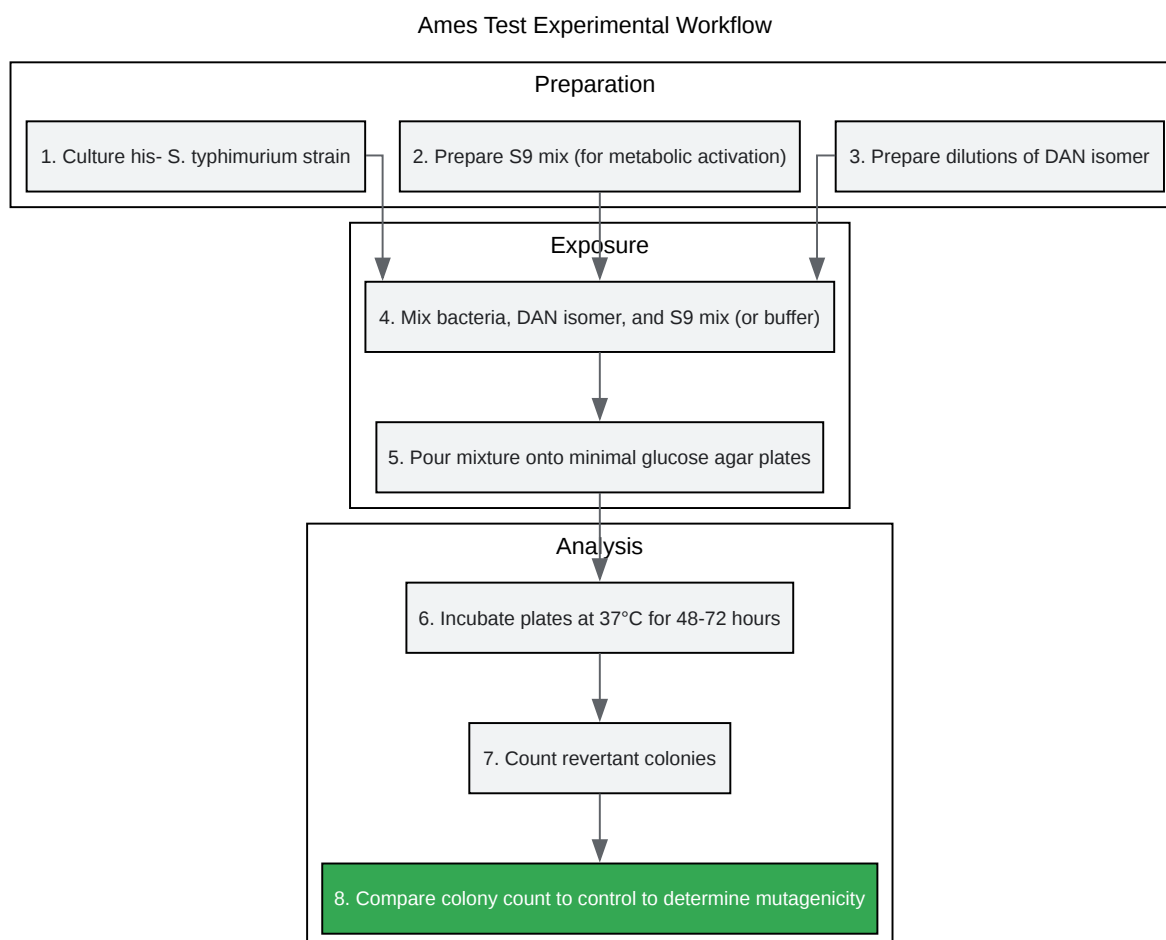 Ames Test Experimental Workflow
Preparation
1. Culture his- S. typhimurium strain
2. Prepare S9 mix (for metabolic activation)
3. Prepare dilutions of DAN isomer
Exposure
4. Mix bacteria, DAN isomer, and S9 mix (or buffer)
5. Pour mixture onto minimal glucose agar plates
Analysis
6. Incubate plates at 37°C for 48-72 hours
7. Count revertant colonies
8. Compare colony count to control to determine mutagenicity